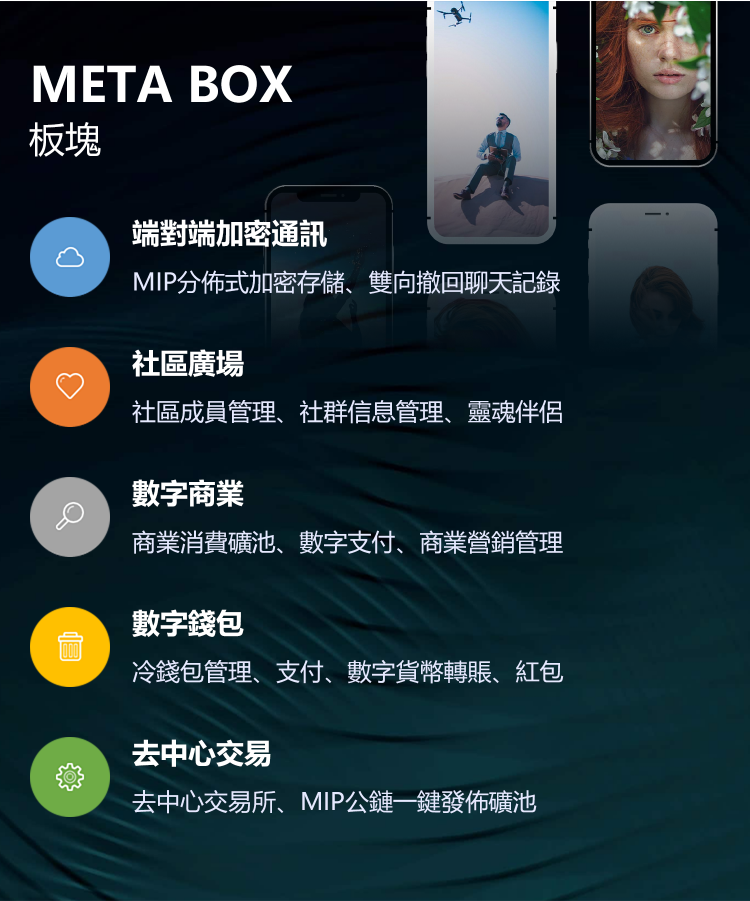 META BOX
板塊
端對端加密通訊
MIP分佈式加密存儲、雙向撤回聊天記錄
社區廣場
社區成員管理、社群信息管理、靈魂伴侶
數字商業
商業消費礦池、數字支付、商業營銷管理
數字錢包
冷錢包管理、支付、數字貨幣轉賬、紅包
去中心交易
去中心交易所、MIP公鏈一鍵發佈礦池